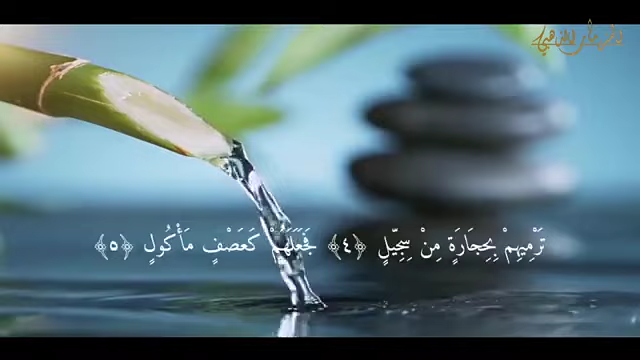 تَرْمِيهِمْ بِحِجَارَةٍ مِنْ سِجِّيلٍ ﴿٤﴾ فَجَعَلَهُمْ كَعَصْفٍ مَأْكُولٍ ﴿٥﴾